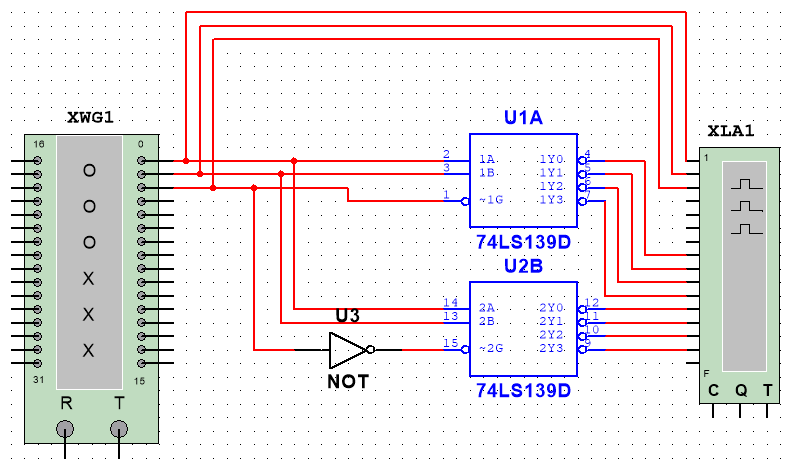 XWG1
16 0
O
O
O
X
X
X
31 15
R T
U1A
2 1A 1Y0 4
3 1B 1Y1 5
1Y2 6
1 ~1G 1Y3 7
74LS139D
U2B
14 2A 2Y0 12
13 2B 2Y1 11
2Y2 10
15 ~2G 2Y3 9
74LS139D
U3
NOT
XLA1
1
F
C Q T